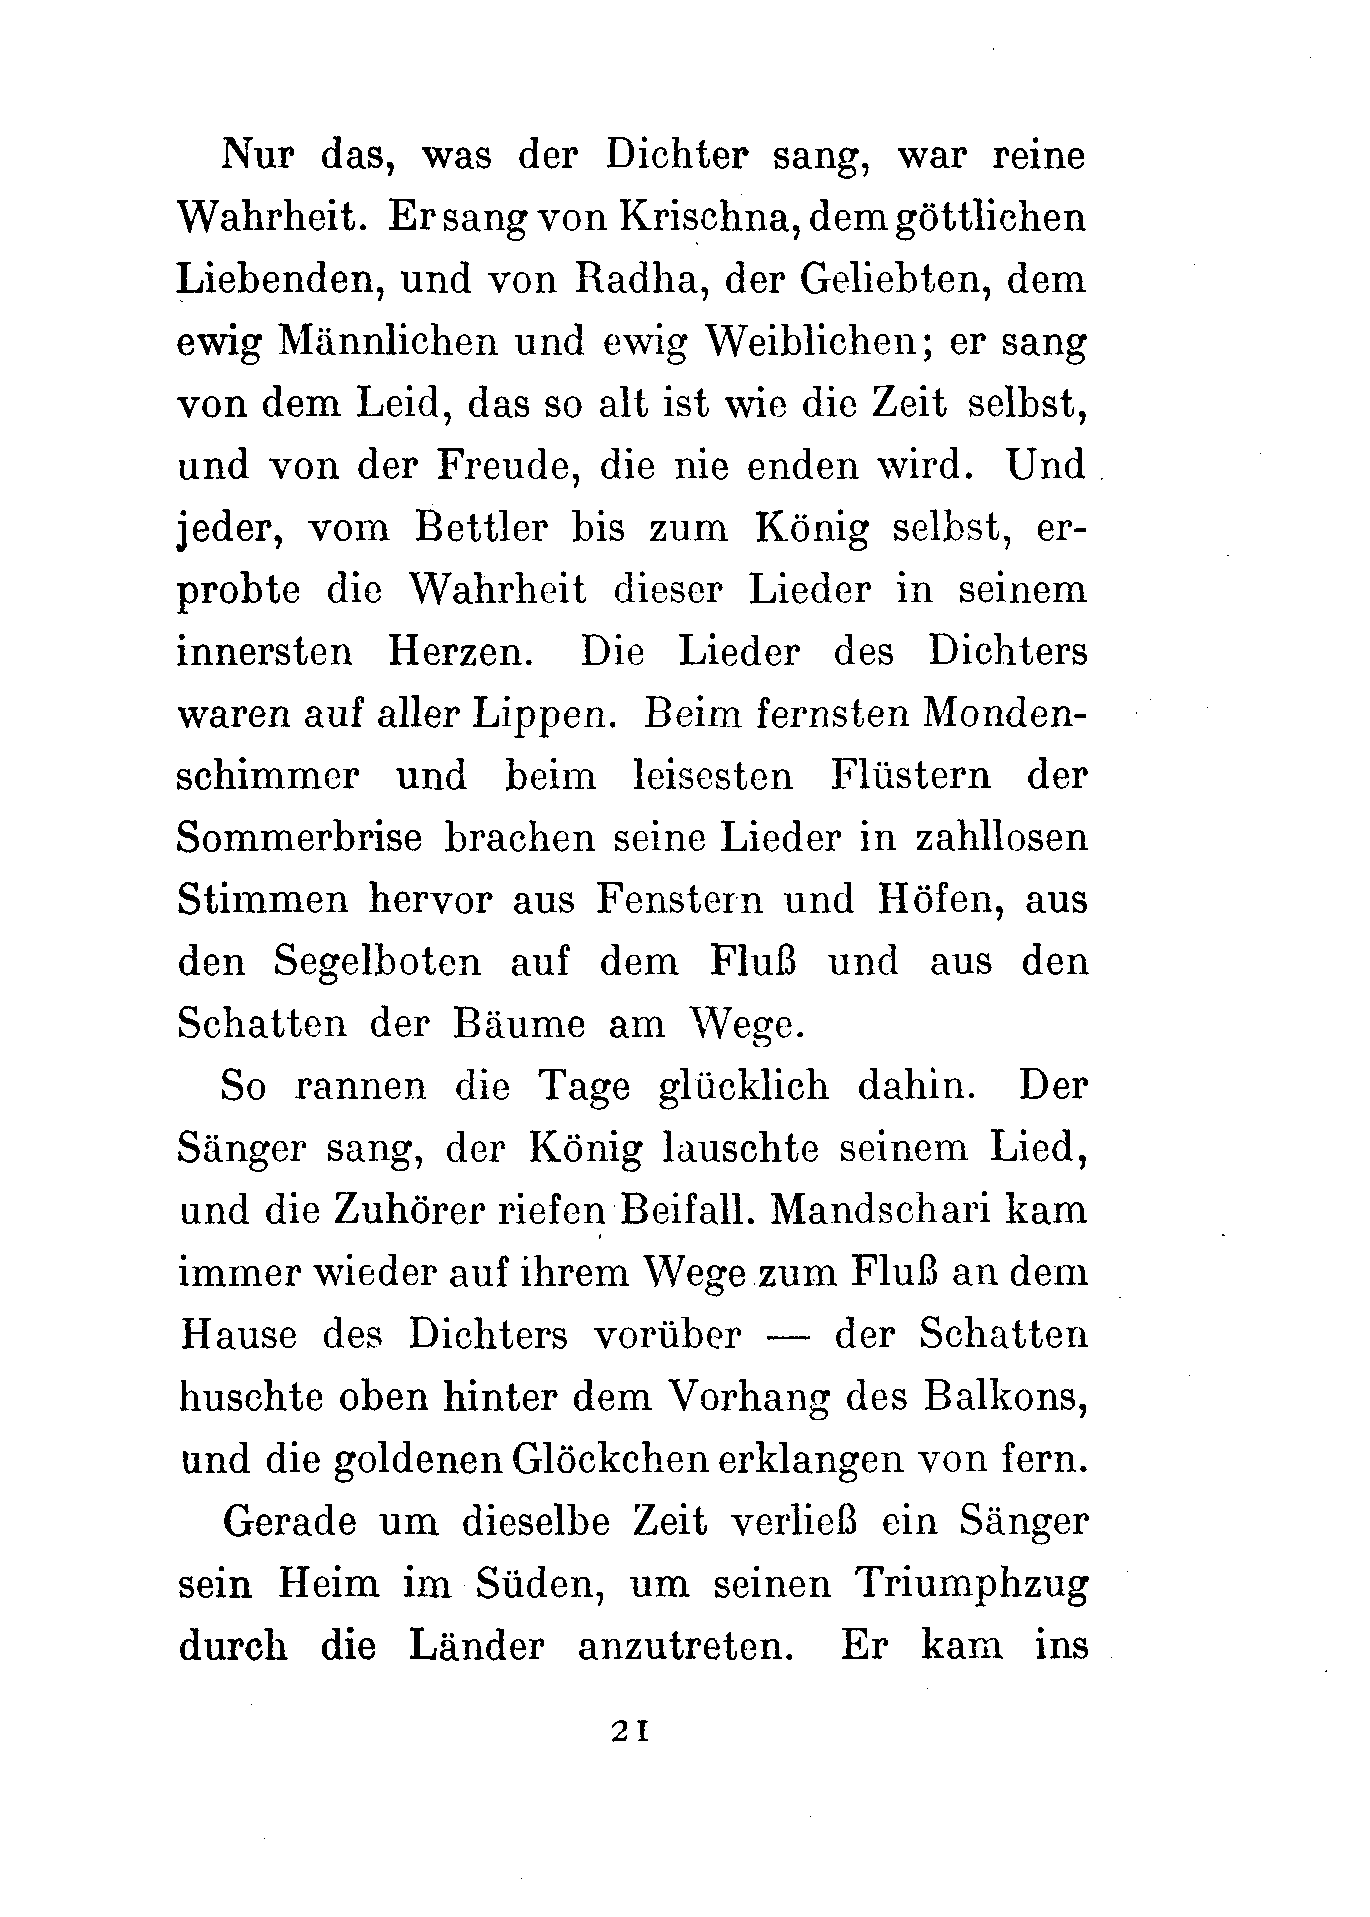 Nur das, was der Dichter sang, war reine
Wahrheit. Er sang von Krischna, dem göttlichen
Liebenden, und von Radha, der Geliebten, dem
ewig Männlichen und ewig Weiblichen; er sang
von dem Leid, das so alt ist wie die Zeit selbst,
und von der Freude, die nie enden wird. Und
jeder, vom Bettler bis zum König selbst, er-
probte die Wahrheit dieser Lieder in seinem
innersten Herzen. Die Lieder des Dichters
waren auf aller Lippen. Beim fernsten Monden-
schimmer und beim leisesten Flüstern der
Sommerbrise brachen seine Lieder in zahllosen
Stimmen hervor aus Fenstern und Höfen, aus
den Segelboten auf dem Fluß und aus den
Schatten der Bäume am Wege.
So rannen die Tage glücklich dahin. Der
Sänger sang, der König lauschte seinem Lied,
und die Zuhörer riefen Beifall. Mandschari kam
immer wieder auf ihrem Wege zum Fluß an dem
Hause des Dichters vorüber — der Schatten
huschte oben hinter dem Vorhang des Balkons,
und die goldenen Glöckchen erklangen von fern.
Gerade um dieselbe Zeit verließ ein Sänger
sein Heim im Süden, um seinen Triumphzug
durch die Länder anzutreten. Er kam ins
21